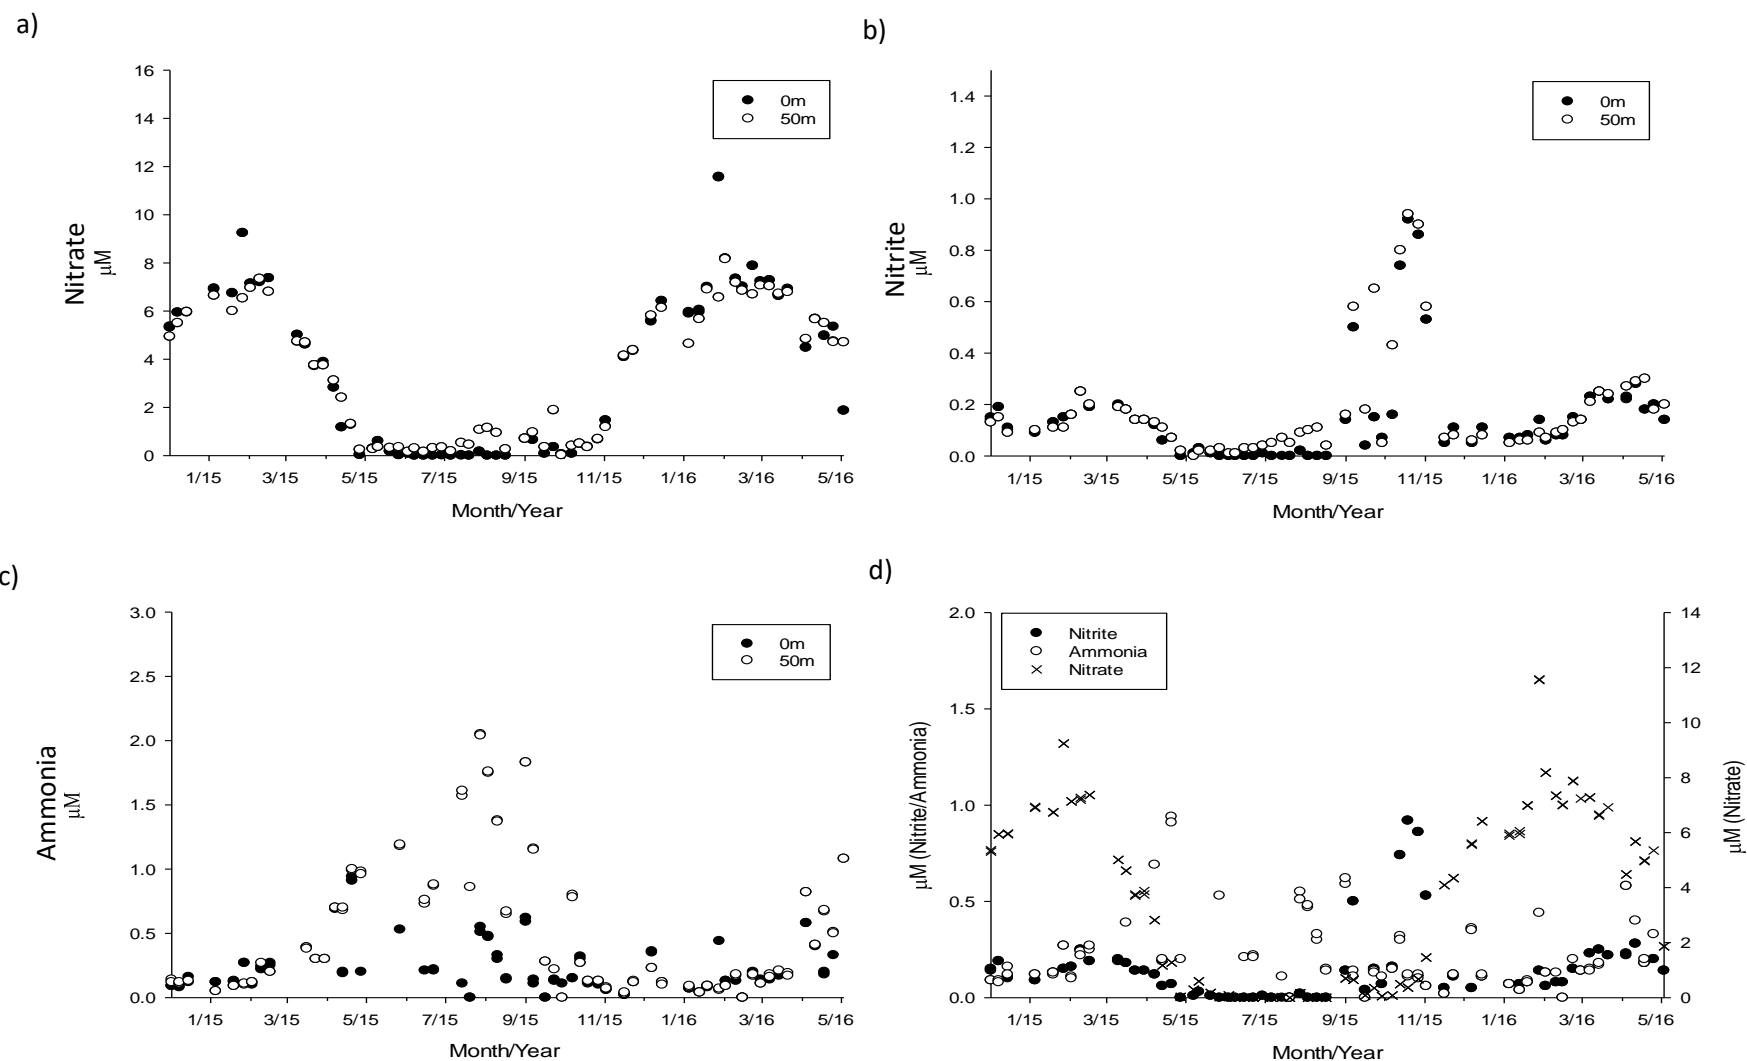 a)
16
14
12
10
8
6
4
2
0
Nitrate
μM
0m
50m
1/15 3/15 5/15 7/15 9/15 11/15 1/16 3/16 5/16
Month/Year
b)
1.4
1.2
1.0
0.8
0.6
0.4
0.2
0.0
Nitrite
μM
0m
50m
1/15 3/15 5/15 7/15 9/15 11/15 1/16 3/16 5/16
Month/Year
c)
3.0
2.5
2.0
1.5
1.0
0.5
0.0
Ammonia
μM
0m
50m
1/15 3/15 5/15 7/15 9/15 11/15 1/16 3/16 5/16
Month/Year
d)
2.0
1.5
1.0
0.5
0.0
μM (Nitrite/Ammonia)
Nitrite
Ammonia
Nitrate
14
12
10
8
6
4
2
0
μM (Nitrate)
1/15 3/15 5/15 7/15 9/15 11/15 1/16 3/16 5/16
Month/Year